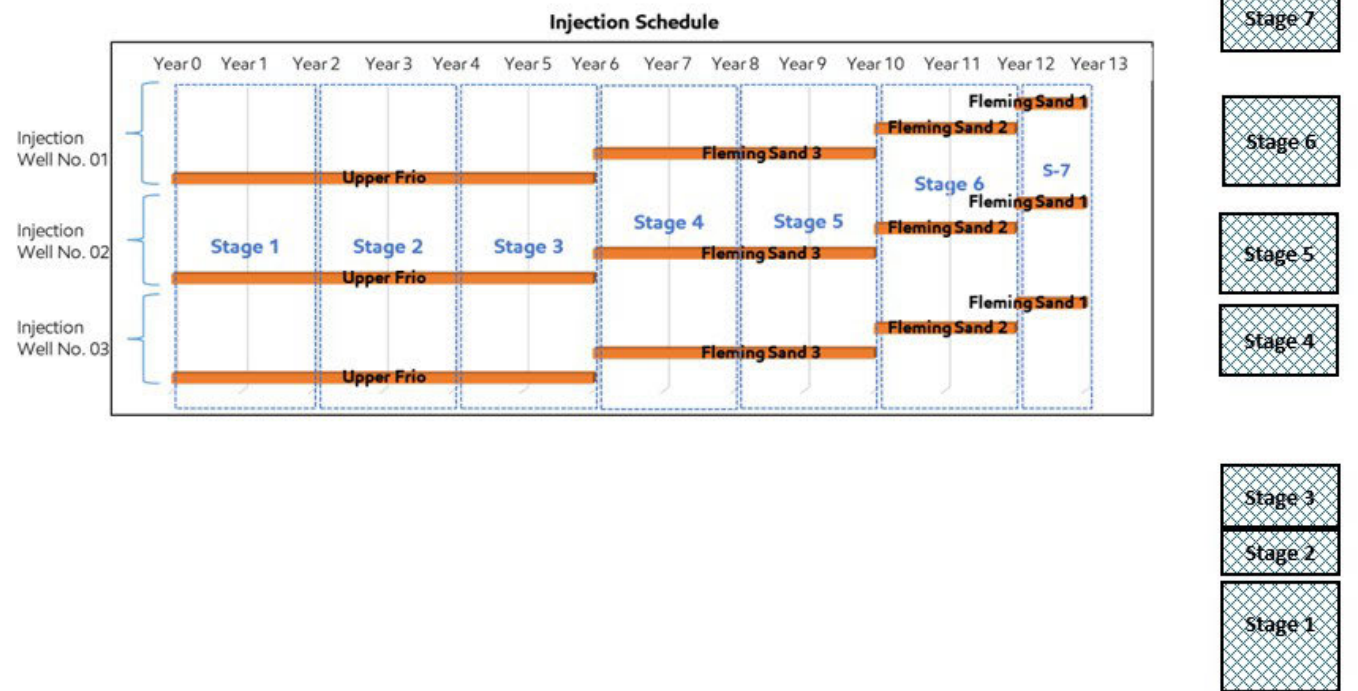 Injection Schedule
Year 0 Year 1 Year 2 Year 3 Year 4 Year 5 Year 6 Year 7 Year 8 Year 9 Year 10 Year 11 Year 12 Year 13
Injection
Well No. 01
Fleming Sand 1
Fleming Sand 2
Fleming Sand 3
Upper Frio
Stage 6
S-7
Injection
Well No. 02
Fleming Sand 1
Fleming Sand 2
Stage 4
Stage 5
Stage 1
Stage 2
Stage 3
Fleming Sand 3
Upper Frio
Injection
Well No. 03
Fleming Sand 1
Fleming Sand 2
Fleming Sand 3
Upper Frio
Stage 7
Stage 6
Stage 5
Stage 4
Stage 3
Stage 2
Stage 1